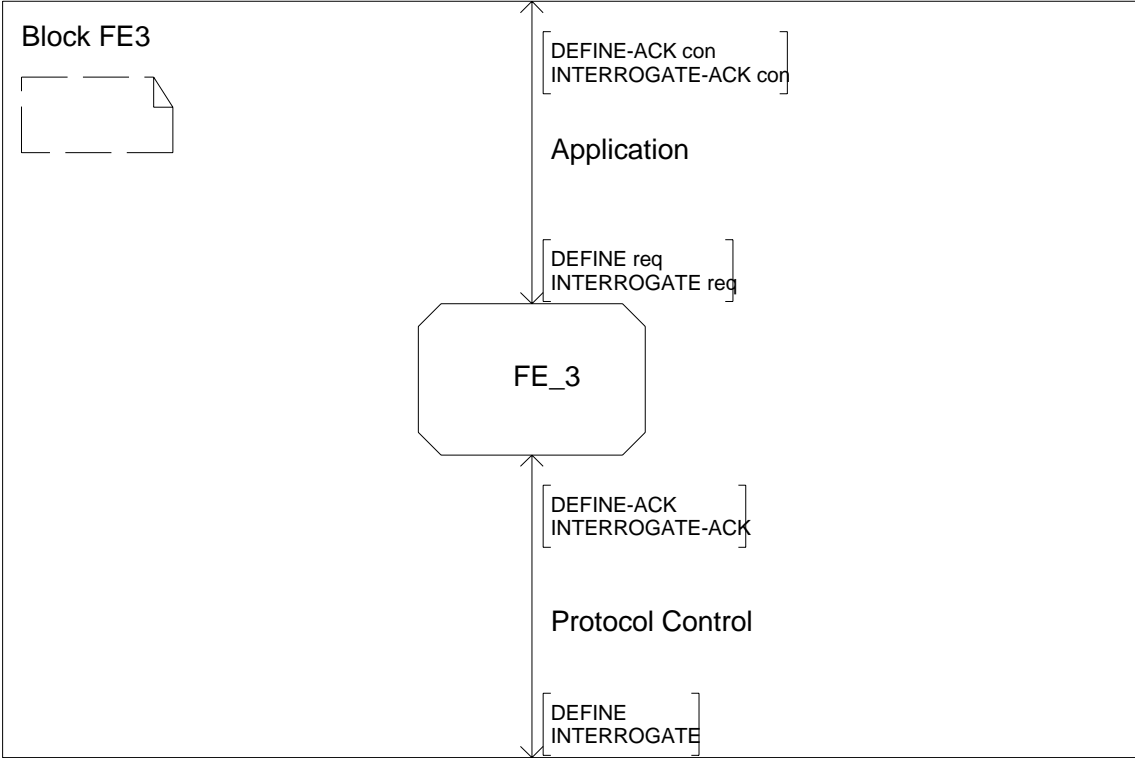 Block FE3
DEFINE-ACK con
INTERROGATE-ACK con
Application
DEFINE req
INTERROGATE req
FE_3
DEFINE-ACK
INTERROGATE-ACK
Protocol Control
DEFINE
INTERROGATE